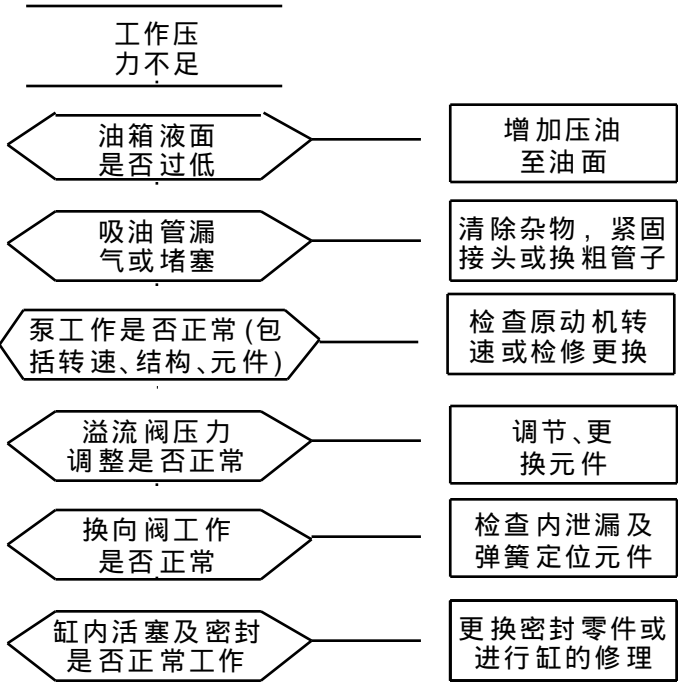 工作压
力不足
油箱液面
是否过低
增加压油
至油面
吸油管漏
气或堵塞
清除杂物，紧固
接头或换粗管子
泵工作是否正常(包
括转速、结构、元件)
检查原动机转
速或检修更换
溢流阀压力
调整是否正常
调节、更
换元件
换向阀工作
是否正常
检查内泄漏及
弹簧定位元件
缸内活塞及密封
是否正常工作
更换密封零件或
进行缸的修理